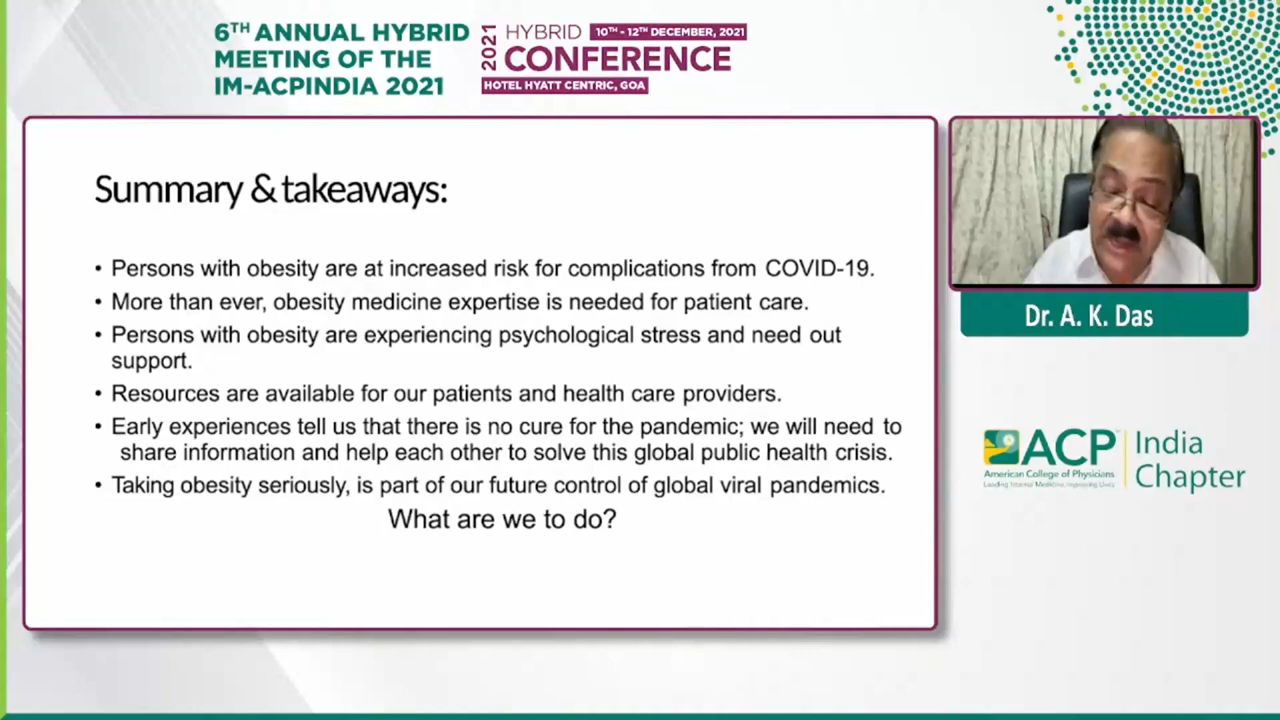 6TH ANNUAL HYBRID
MEETING OF THE
IM-ACPINDIA 2021
2021
HYBRID
10TH - 12TH DECEMBER, 2021
CONFERENCE
HOTEL HYATT CENTRIC, GOA
Summary & takeaways:
• Persons with obesity are at increased risk for complications from COVID-19.
• More than ever, obesity medicine expertise is needed for patient care.
• Persons with obesity are experiencing psychological stress and need out
support.
• Resources are available for our patients and health care providers.
• Early experiences tell us that there is no cure for the pandemic; we will need to
share information and help each other to solve this global public health crisis.
• Taking obesity seriously, is part of our future control of global viral pandemics.
What are we to do?
Dr. A. K. Das
ACP
American College of Physicians
Leading Internal Medicine, Improving Lives
India
Chapter